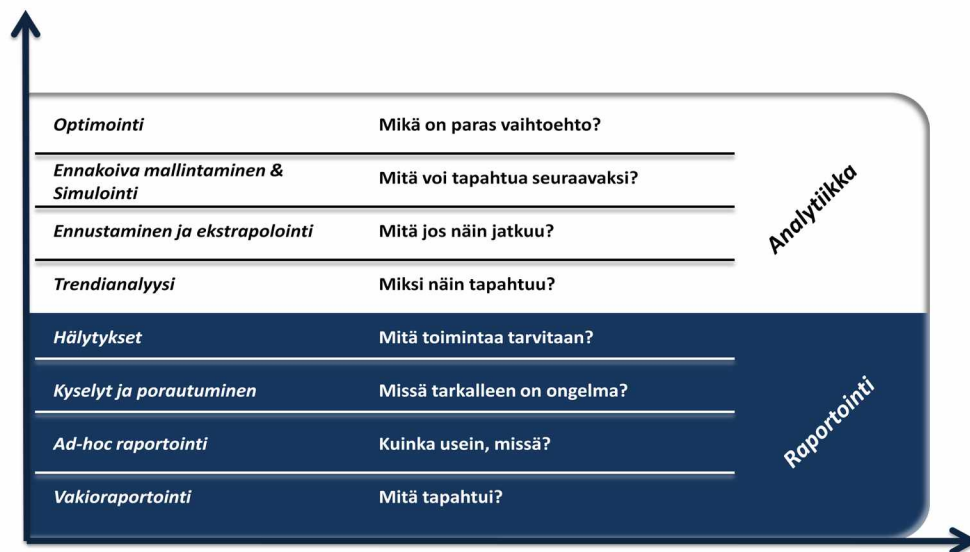 Optimointi Mikä on paras vaihtoehto?
Ennakoiva mallintaminen &
Simulointi Mitä voi tapahtua seuraavaksi?
Ennustaminen ja ekstrapolointi Mitä jos näin jatkuu?
Trendianalyysi Miksi näin tapahtuu?
Analytiikka
Hälytykset Mitä toimintaa tarvitaan?
Kyselyt ja porautuminen Missä tarkalleen on ongelma?
Ad-hoc raportointi Kuinka usein, missä?
Vakioraportointi Mitä tapahtui?
Raportointi